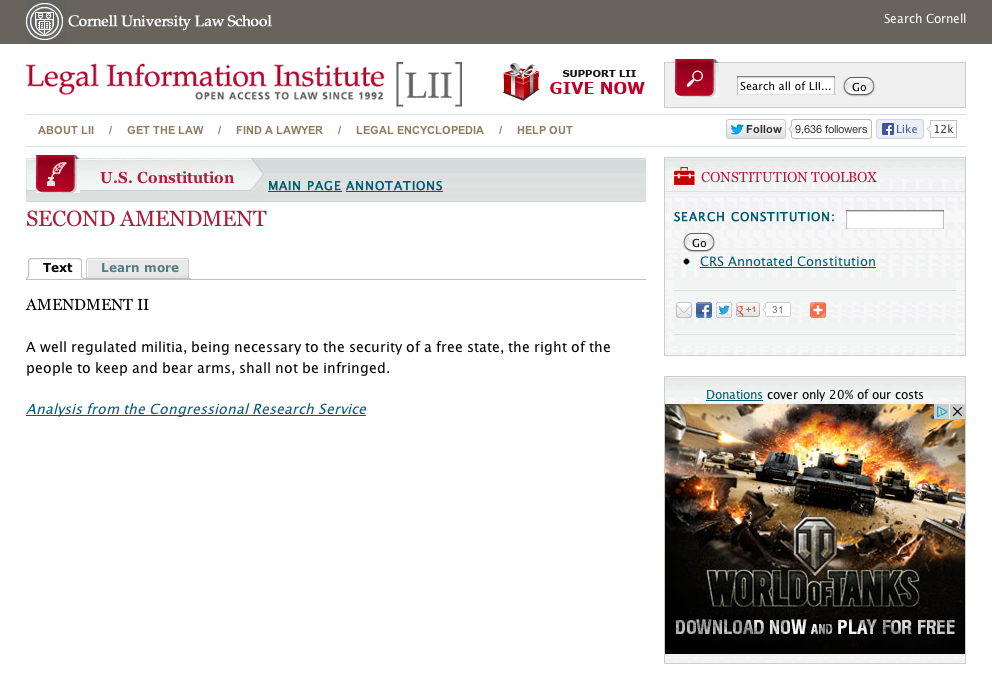 Cornell University Law School
Search Cornell
Legal Information Institute [LII]
OPEN ACCESS TO LAW SINCE 1992
SUPPORT LII
GIVE NOW
Search all of LII... Go
ABOUT LII / GET THE LAW / FIND A LAWYER / LEGAL ENCYCLOPEDIA / HELP OUT
Follow 9,636 followers Like 12k
U.S. Constitution MAIN PAGE ANNOTATIONS
SECOND AMENDMENT
Text Learn more
AMENDMENT II
A well regulated militia, being necessary to the security of a free state, the right of the
people to keep and bear arms, shall not be infringed.
Analysis from the Congressional Research Service
CONSTITUTION TOOLBOX
SEARCH CONSTITUTION:
Go
• CRS Annotated Constitution
g +1 31
Donations cover only 20% of our costs
WORLD OF TANKS
DOWNLOAD NOW AND PLAY FOR FREE